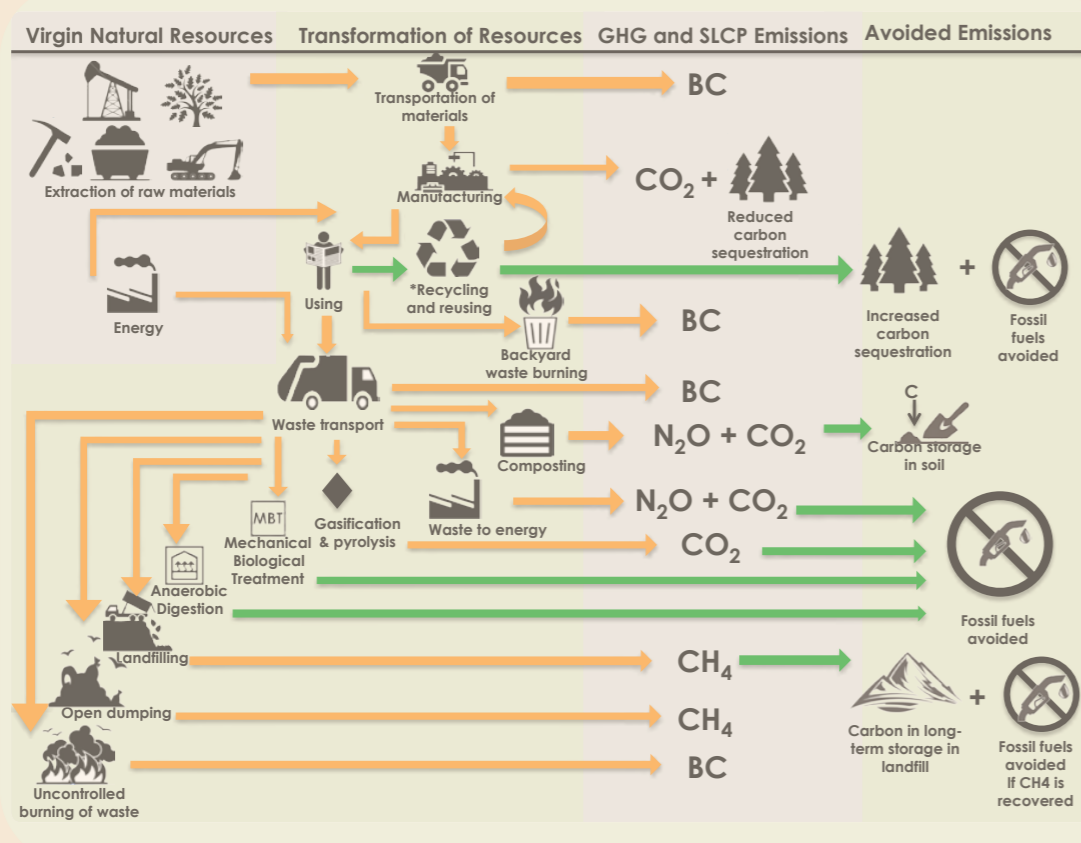 Virgin Natural Resources
Transformation of Resources
GHG and SLCP Emissions
Avoided Emissions
Extraction of raw materials
Transportation of
materials
BC
Manufacturing
CO₂ +
Reduced
carbon
sequestration
Energy
Using
*Recycling
and reusing
Increased
carbon
sequestration
+
Fossil
fuels
avoided
Backyard
waste burning
BC
Waste transport
BC
Composting
N₂O + CO₂
C
Carbon storage
in soil
Waste to energy
N₂O + CO₂
Gasification
& pyrolysis
CO₂
MBT
Mechanical
Biological
Treatment
Anaerobic
Digestion
Fossil fuels
avoided
Landfilling
CH₄
Carbon in long-
term storage in
landfill
+
Fossil fuels
avoided
If CH4 is
recovered
Open dumping
CH₄
Uncontrolled
burning of waste
BC